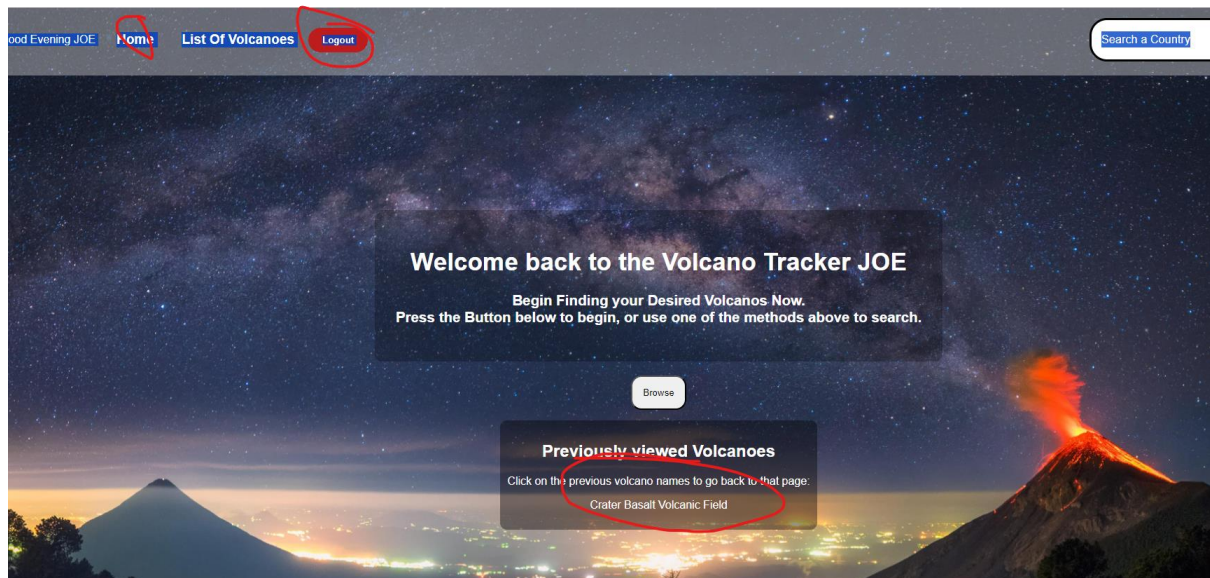 ood Evening JOE Home List Of Volcanoes Logout Search a Country
Welcome back to the Volcano Tracker JOE
Begin Finding your Desired Volcanos Now.
Press the Button below to begin, or use one of the methods above to search.
Browse
Previously viewed Volcanoes
Click on the previous volcano names to go back to that page:
Crater Basalt Volcanic Field